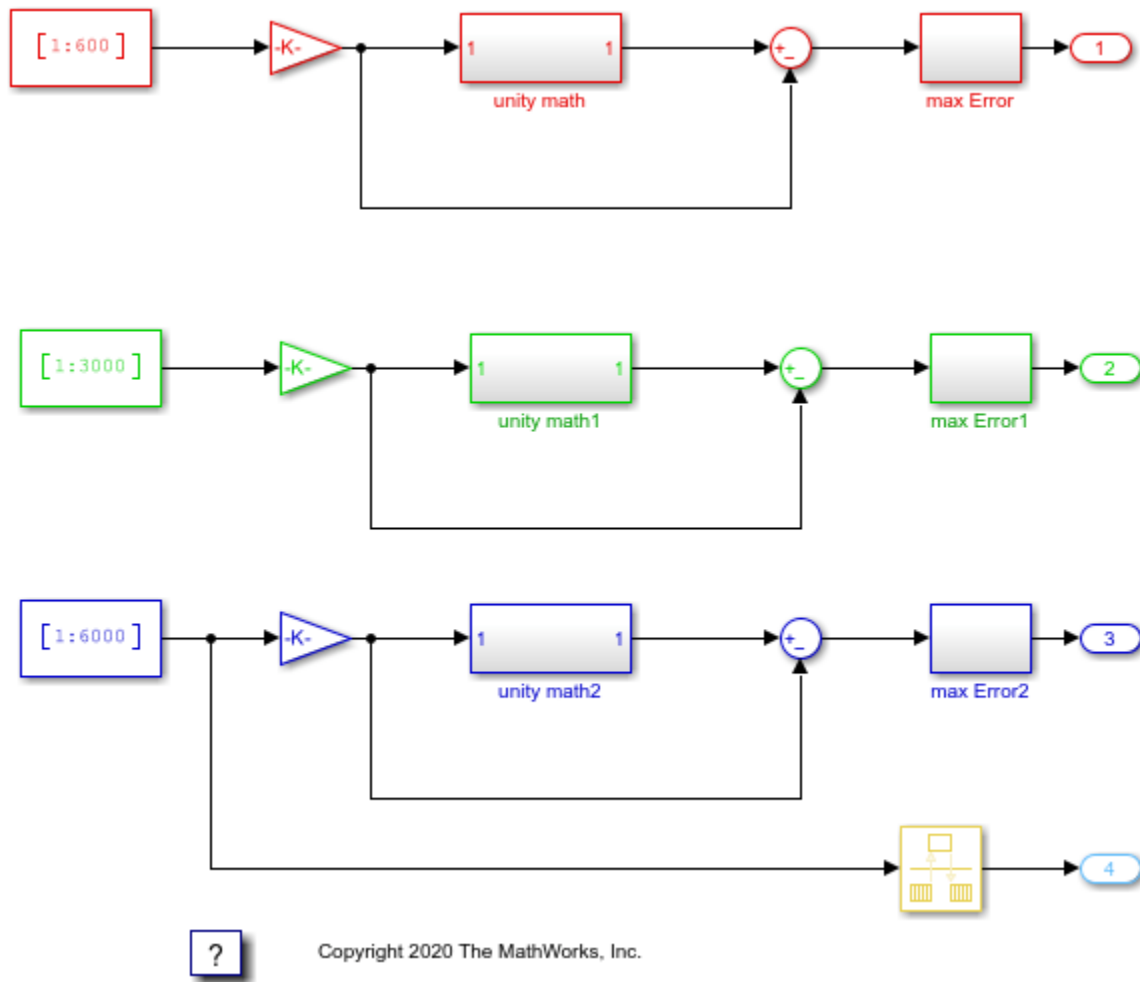 [1:600]
-K-
1
1
+
_
1
unity math
max Error
[1:3000]
-K-
1
1
+
_
2
unity math1
max Error1
[1:6000]
-K-
1
1
+
_
3
unity math2
max Error2
4
?
Copyright 2020 The MathWorks, Inc.